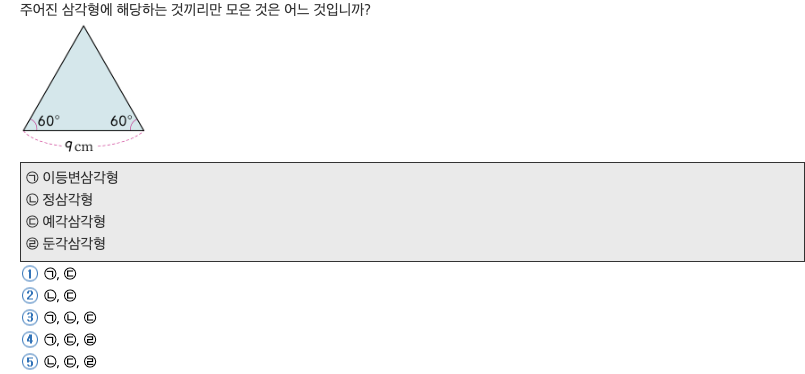 주어진 삼각형에 해당하는 것끼리만 모은 것은 어느 것입니까?
60° 60°
9 cm
㉠ 이등변삼각형
㉡ 정삼각형
㉢ 예각삼각형
㉣ 둔각삼각형
① ㉠, ㉢
② ㉡, ㉢
③ ㉠, ㉡, ㉢
④ ㉠, ㉢, ㉣
⑤ ㉡, ㉢, ㉣